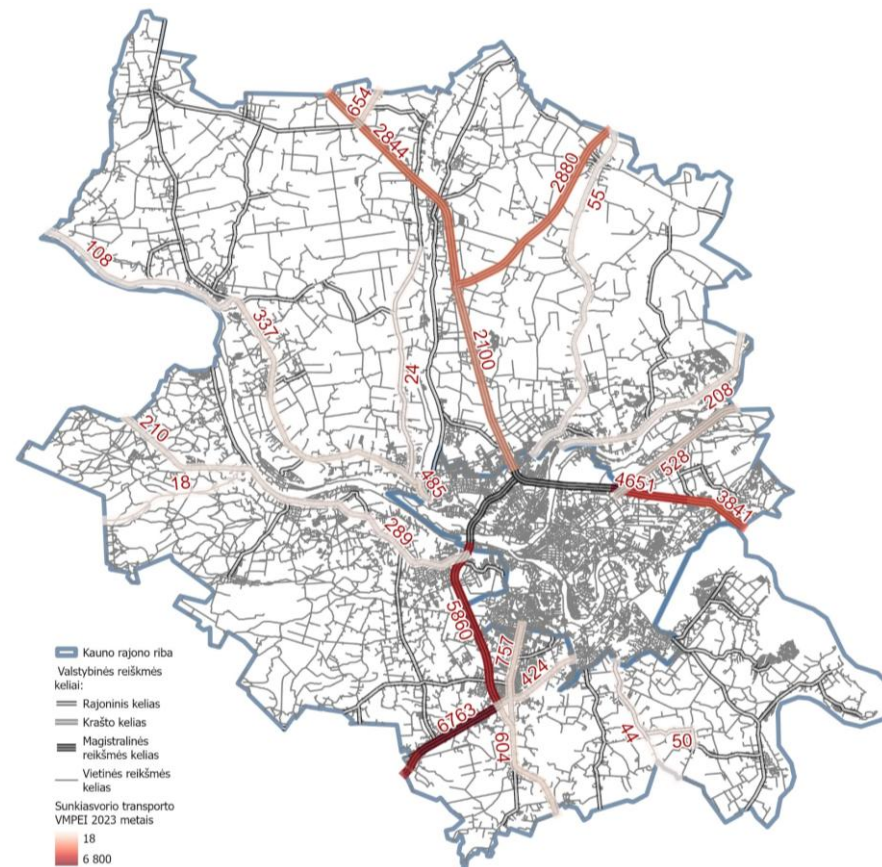 654
2844
2880
55
108
337
24
2100
208
210
528
18
485
4651
3841
289
5860
757
424
6763
604
44
50
Kauno rajono riba
Valstybinės reiškmės
keliai:
Rajoninis kelias
Krašto kelias
Magistralinės
reikšmės kelias
Vietinės reikšmės
kelias
Sunkiasvorio transporto
VMPEI 2023 metais
18
6 800